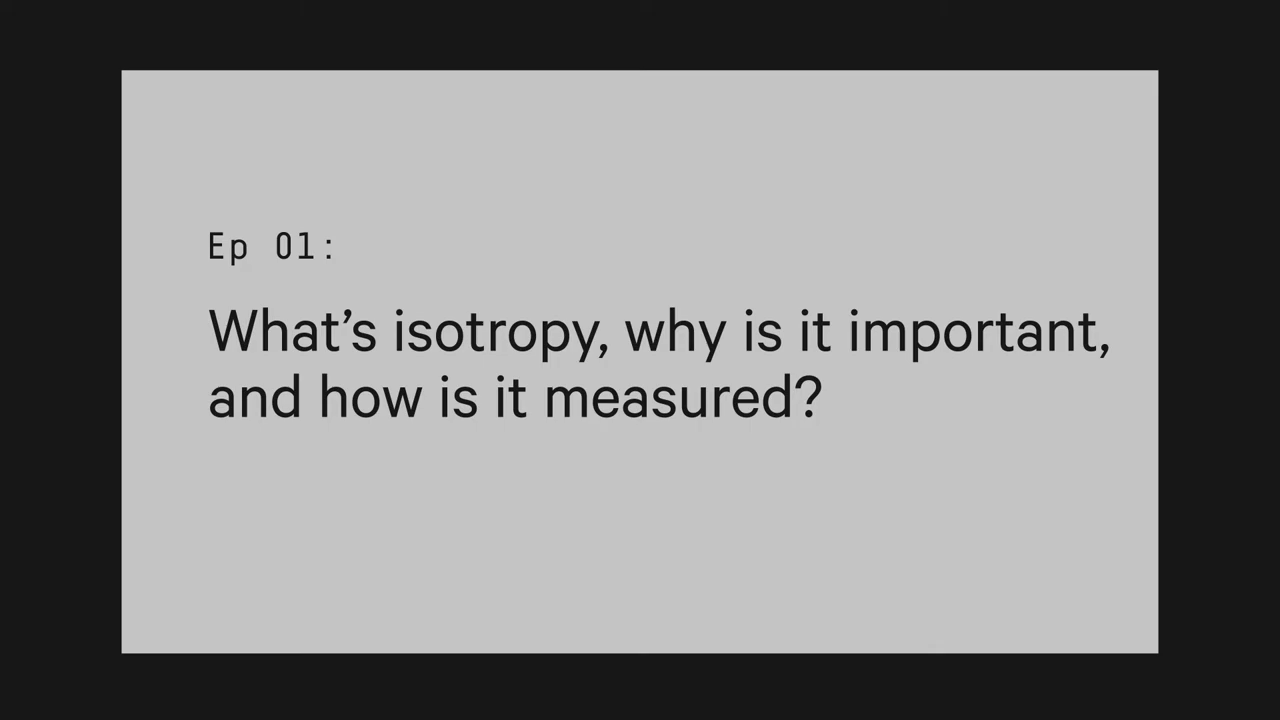 Ep 01:
What’s isotropy, why is it important,
and how is it measured?